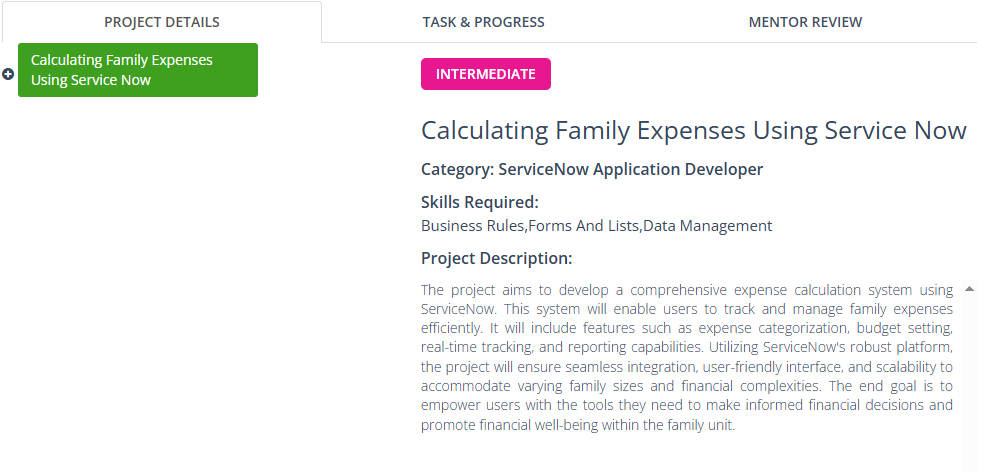 PROJECT DETAILS
TASK & PROGRESS
MENTOR REVIEW
Calculating Family Expenses
Using Service Now
INTERMEDIATE
Calculating Family Expenses Using Service Now
Category: ServiceNow Application Developer
Skills Required:
Business Rules,Forms And Lists,Data Management
Project Description:
The project aims to develop a comprehensive expense calculation system using
ServiceNow. This system will enable users to track and manage family expenses
efficiently. It will include features such as expense categorization, budget setting,
real-time tracking, and reporting capabilities. Utilizing ServiceNow's robust platform,
the project will ensure seamless integration, user-friendly interface, and scalability to
accommodate varying family sizes and financial complexities. The end goal is to
empower users with the tools they need to make informed financial decisions and
promote financial well-being within the family unit.